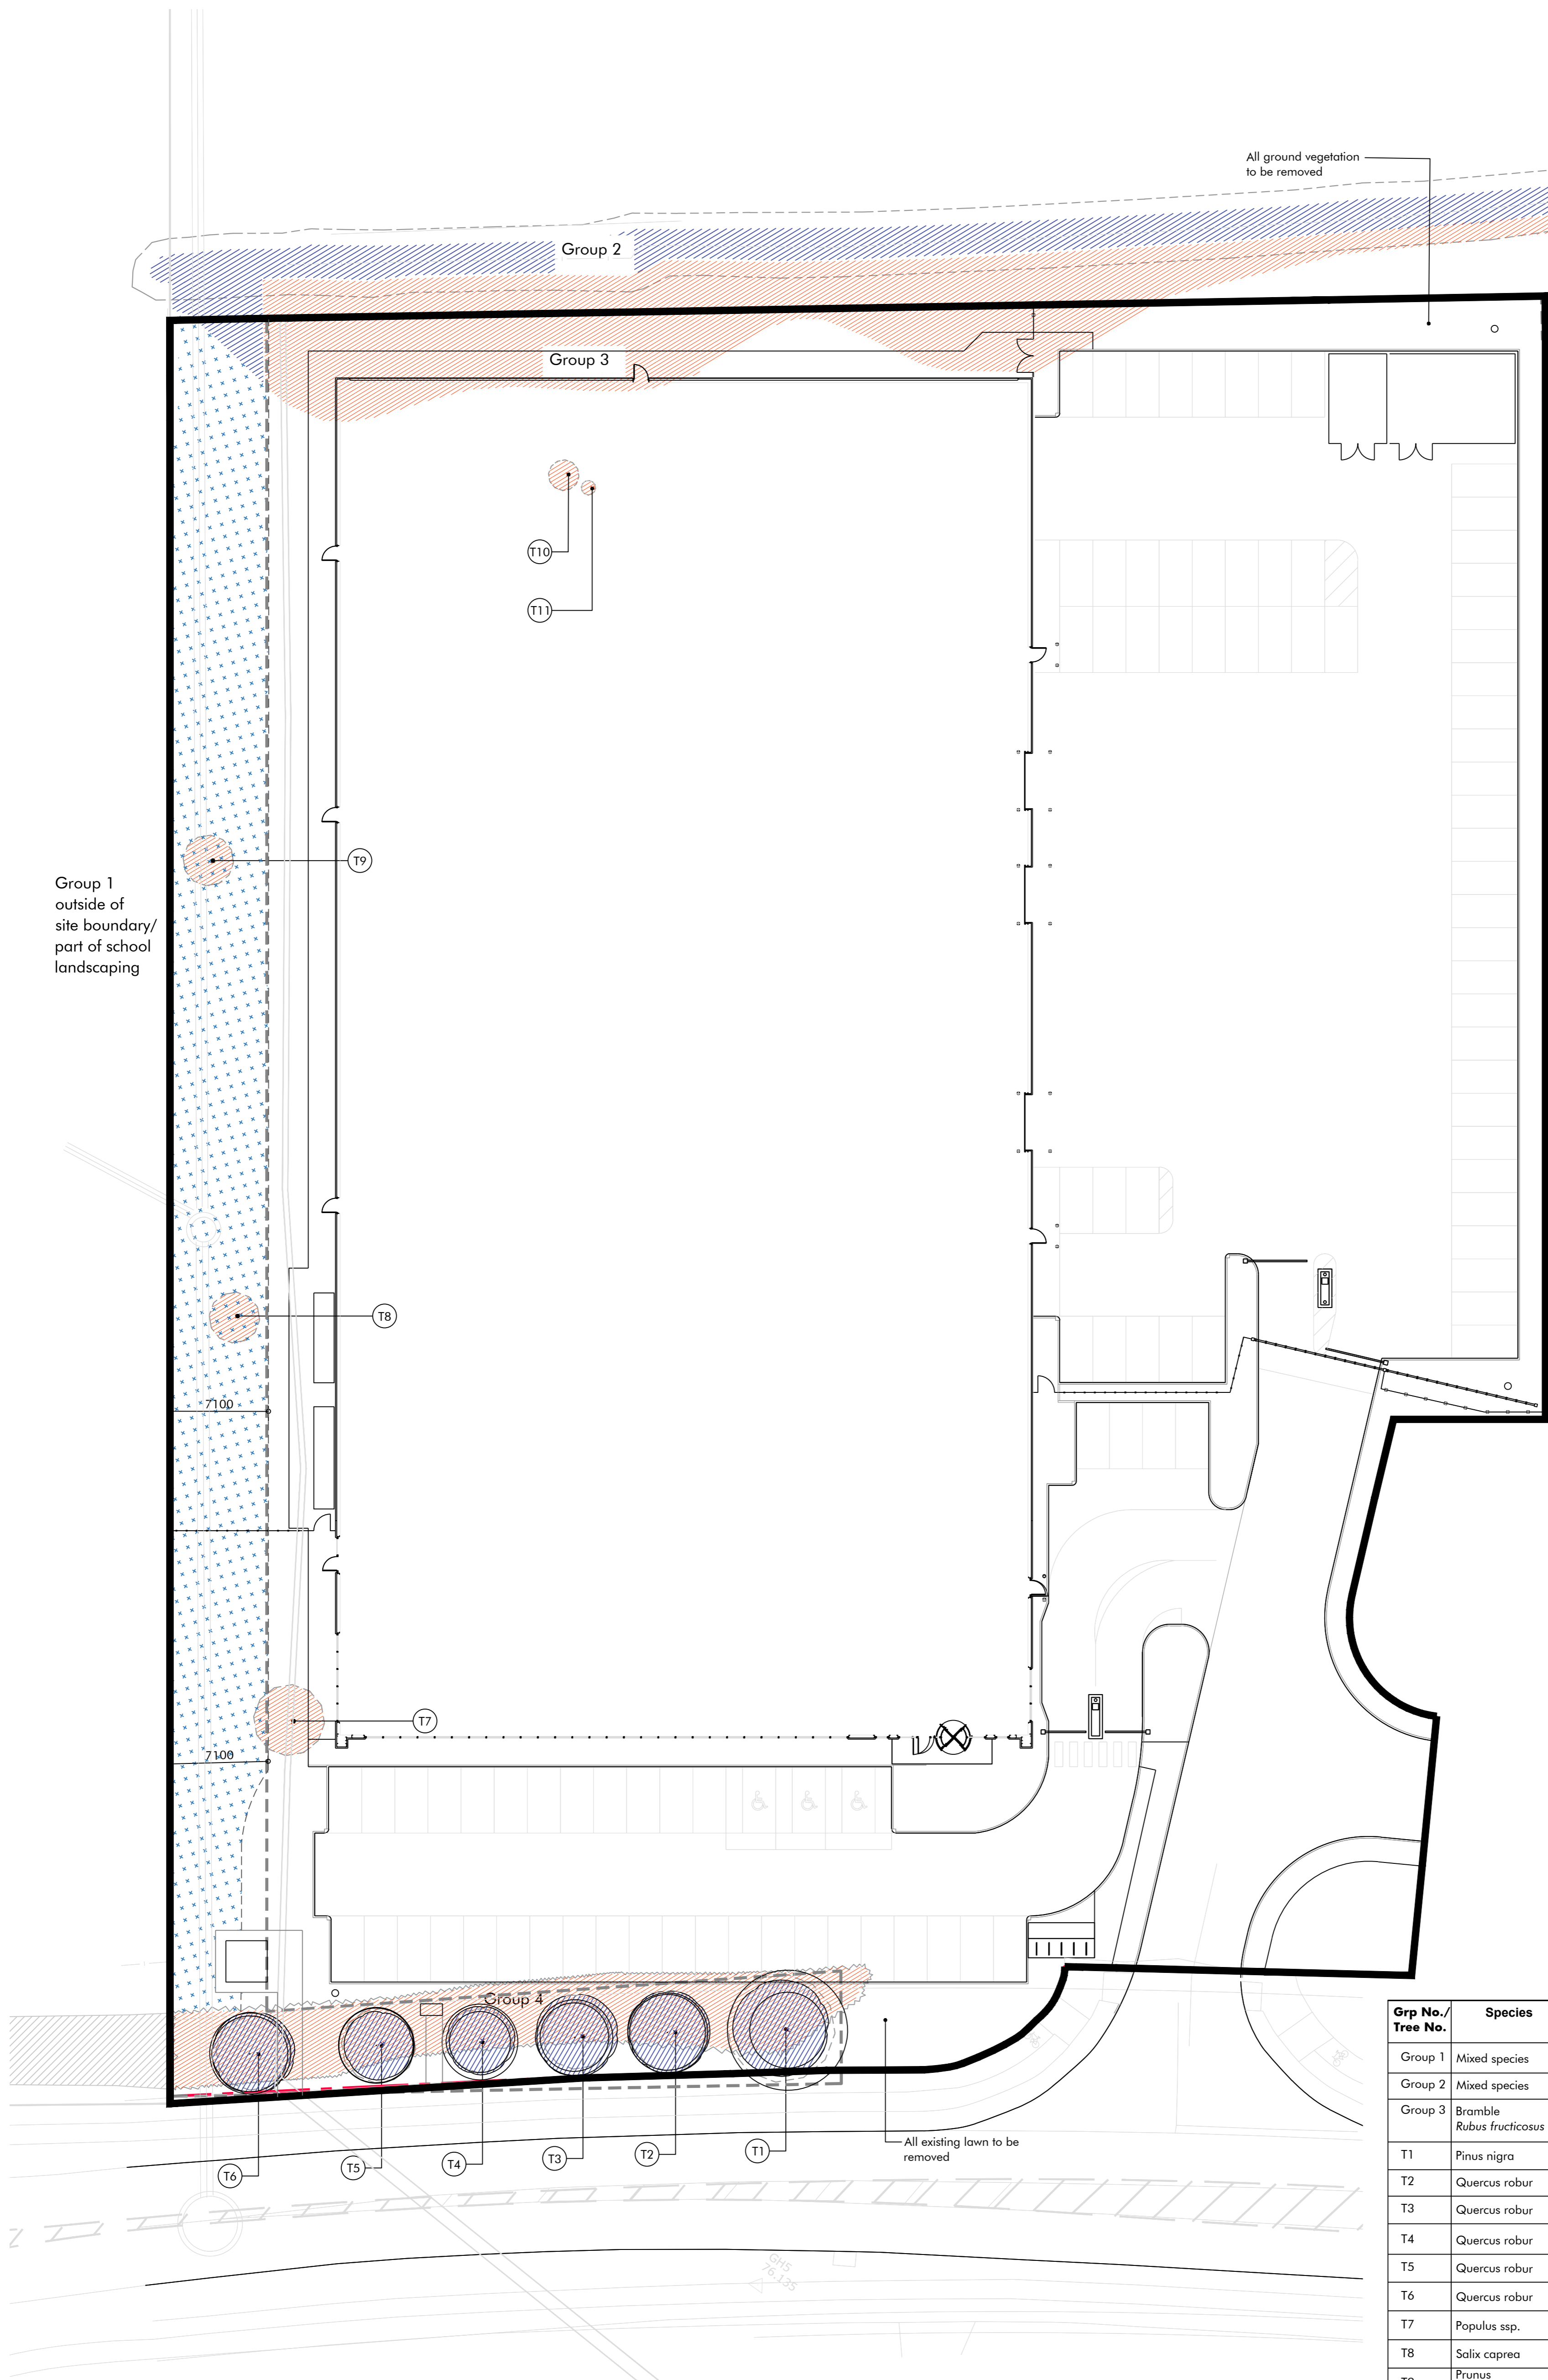 All ground vegetation
to be removed
Group 2
Group 3
T10
T11
T9
Group 1
outside of
site boundary/
part of school
landscaping
T8
7100
T7
7100
Group 4
T6
T5
T4
T3
T2
T1
All existing lawn to be
removed
GH5
76.135
Grp No./ Species
Tree No.
Group 1 Mixed species
Group 2 Mixed species
Group 3 Bramble
Rubus fructicosus
T1 Pinus nigra
T2 Quercus robur
T3 Quercus robur
T4 Quercus robur
T5 Quercus robur
T6 Quercus robur
T7 Populus ssp.
T8 Salix caprea
Prunus